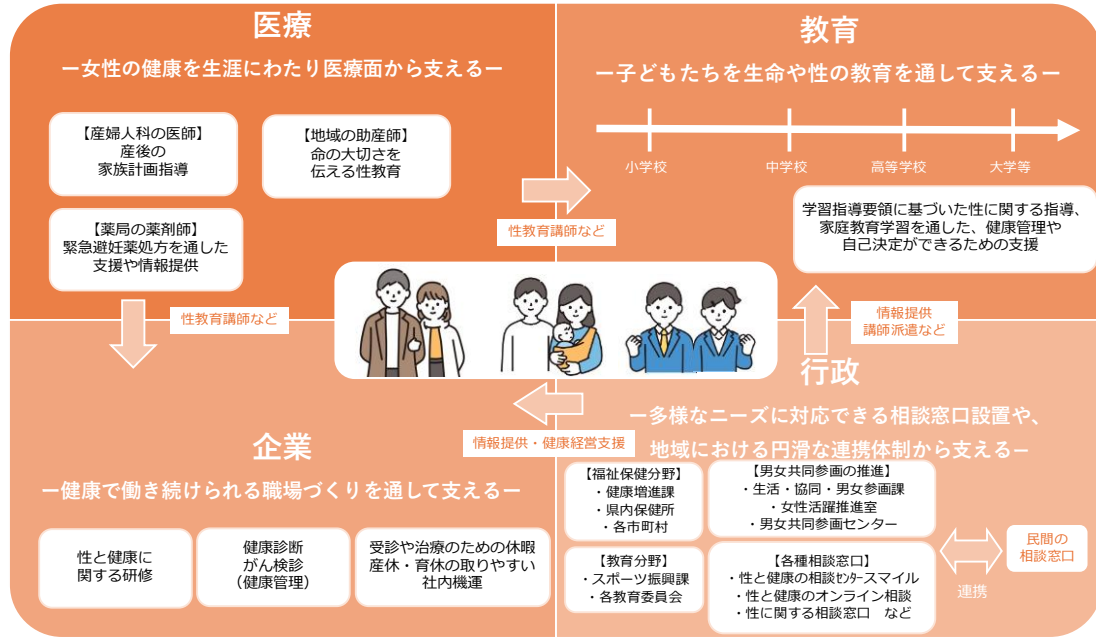 医療
ー女性の健康を生涯にわたり医療面から支えるー
【産婦人科の医師】
産後の
家族計画指導
【地域の助産師】
命の大切さを
伝える性教育
【薬局の薬剤師】
緊急避妊薬処方を通した
支援や情報提供
性教育講師など
教育
ー子どもたちを生命や性の教育を通して支えるー
小学校
中学校
高等学校
大学等
学習指導要領に基づいた性に関する指導、
家庭教育学習を通した、健康管理や
自己決定ができるための支援
性教育講師など
情報提供
講師派遣など
企業
ー健康で働き続けられる職場づくりを通して支えるー
性と健康に
関する研修
健康診断
がん検診
(健康管理)
受診や治療のための休暇
産休・育休の取りやすい
社内機運
情報提供・健康経営支援
行政
ー多様なニーズに対応できる相談窓口設置や、
地域における円滑な連携体制から支えるー
【福祉保健分野】
・健康増進課
・県内保健所
・各市町村
【男女共同参画の推進】
・生活・協同・男女参画課
・女性活躍推進室
・男女共同参画センター
【教育分野】
・スポーツ振興課
・各教育委員会
【各種相談窓口】
・性と健康の相談ｾﾝﾀｰスマイル
・性と健康のオンライン相談
・性に関する相談窓口　など
連携
民間の
相談窓口